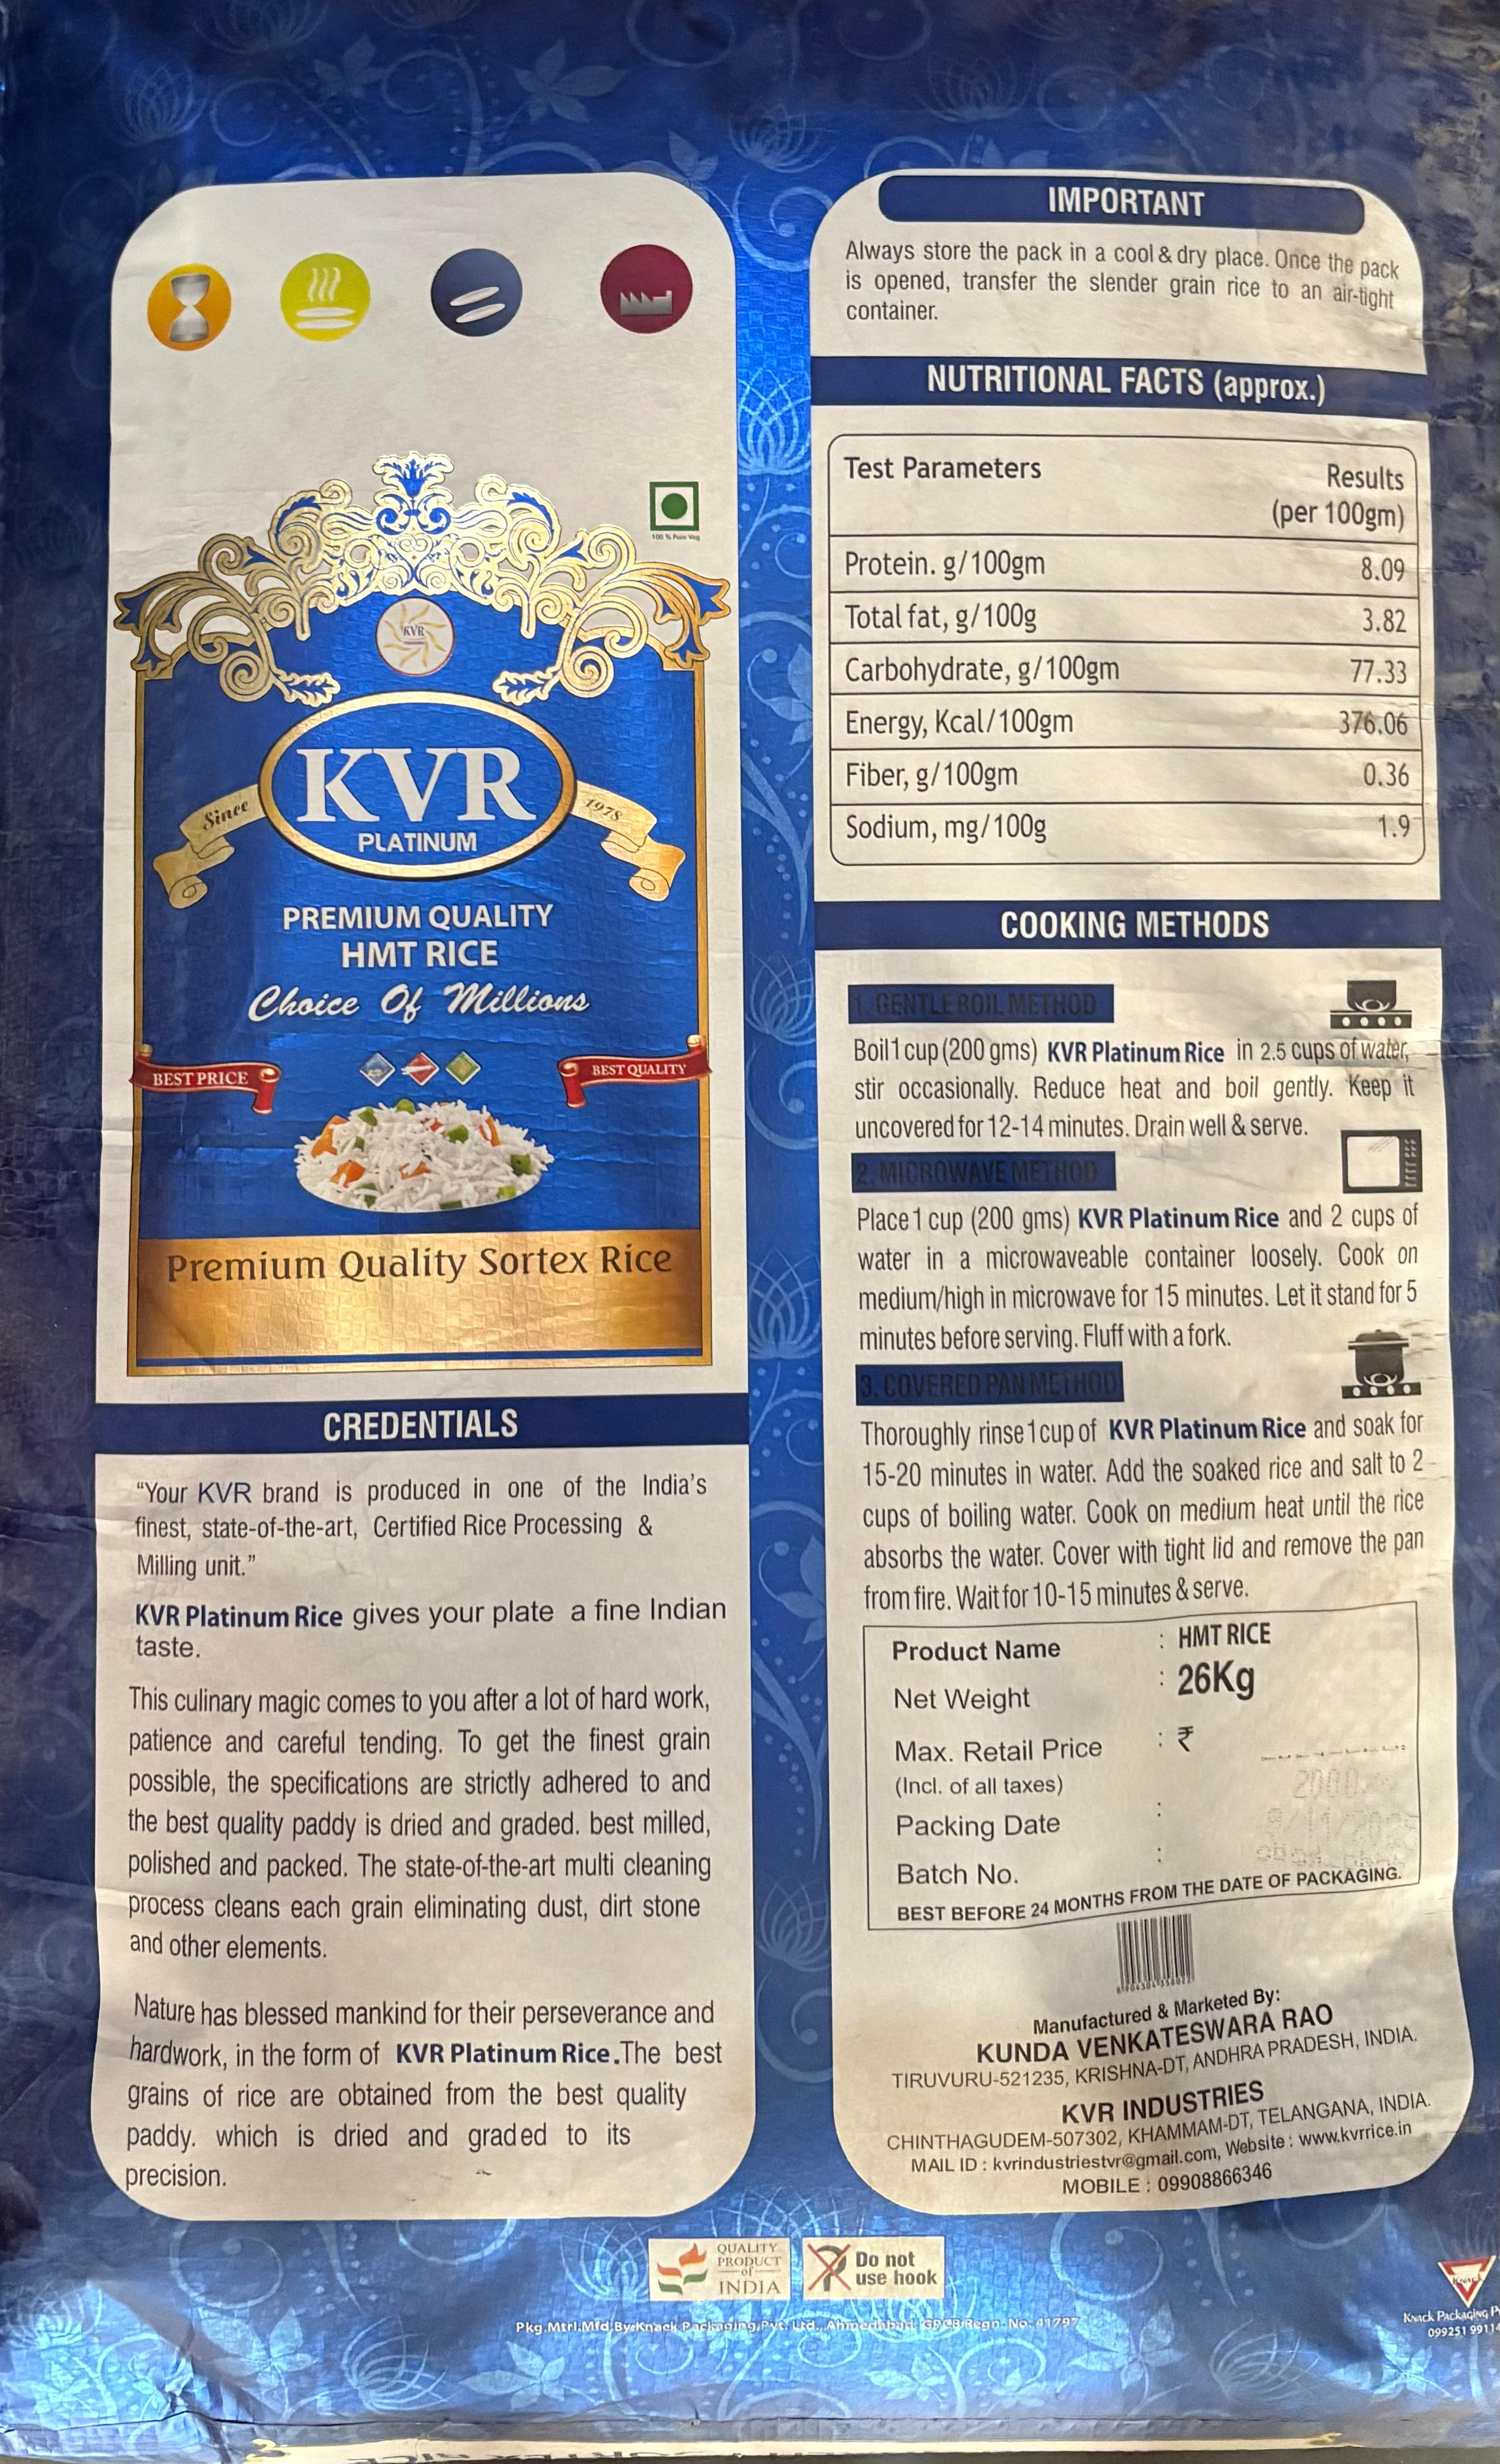 100 % Pure Veg
KVR
Since
1978
KVR
PLATINUM
PREMIUM QUALITY
HMT RICE
Choice Of Millions
BEST PRICE
BEST QUALITY
Premium Quality Sortex Rice
CREDENTIALS
“Your KVR brand is produced in one of the India's
finest, state-of-the-art, Certified Rice Processing &
Milling unit.”
KVR Platinum Rice gives your plate a fine Indian
taste.
This culinary magic comes to you after a lot of hard work,
patience and careful tending. To get the finest grain
possible, the specifications are strictly adhered to and
the best quality paddy is dried and graded. best milled,
polished and packed. The state-of-the-art multi cleaning
process cleans each grain eliminating dust, dirt stone
and other elements.
Nature has blessed mankind for their perseverance and
hardwork, in the form of KVR Platinum Rice.The best
grains of rice are obtained from the best quality
paddy. which is dried and graded to its
precision.
IMPORTANT
Always store the pack in a cool & dry place. Once the pack
is opened, transfer the slender grain rice to an air-tight
container.
NUTRITIONAL FACTS (approx.)
Test Parameters Results
(per 100gm)
Protein. g/100gm 8.09
Total fat, g/100g 3.82
Carbohydrate, g/100gm 77.33
Energy, Kcal/100gm 376.06
Fiber, g/100gm 0.36
Sodium, mg/100g 1.9
COOKING METHODS
1. GENTLE BOIL METHOD
Boil 1 cup (200 gms) KVR Platinum Rice in 2.5 cups of water,
stir occasionally. Reduce heat and boil gently. Keep it
uncovered for 12-14 minutes. Drain well & serve.
2. MICROWAVE METHOD
Place 1 cup (200 gms) KVR Platinum Rice and 2 cups of
water in a microwaveable container loosely. Cook on
medium/high in microwave for 15 minutes. Let it stand for 5
minutes before serving. Fluff with a fork.
3. COVERED PAN METHOD
Thoroughly rinse 1 cup of KVR Platinum Rice and soak for
15-20 minutes in water. Add the soaked rice and salt to 2
cups of boiling water. Cook on medium heat until the rice
absorbs the water. Cover with tight lid and remove the pan
from fire. Wait for 10-15 minutes & serve.
Product Name : HMT RICE
Net Weight : 26Kg
Max. Retail Price : ₹
(Incl. of all taxes)
Packing Date :
Batch No. :
BEST BEFORE 24 MONTHS FROM THE DATE OF PACKAGING.
Manufactured & Marketed By:
KUNDA VENKATESWARA RAO
TIRUVURU-521235, KRISHNA-DT, ANDHRA PRADESH, INDIA.
KVR INDUSTRIES
CHINTHAGUDEM-507302, KHAMMAM-DT, TELANGANA, INDIA.
MAIL ID : kvrindustriestvr@gmail.com, Website : www.kvrrice.in
MOBILE : 09908866346
QUALITY
PRODUCT
of
INDIA
Do not
use hook
Pkg.Mtrl.Mfd.By:Knack Packaging Pvt. Ltd., Ahmedabad. GPCB Regn. No. 41797
KNACK
Knack Packaging
099251